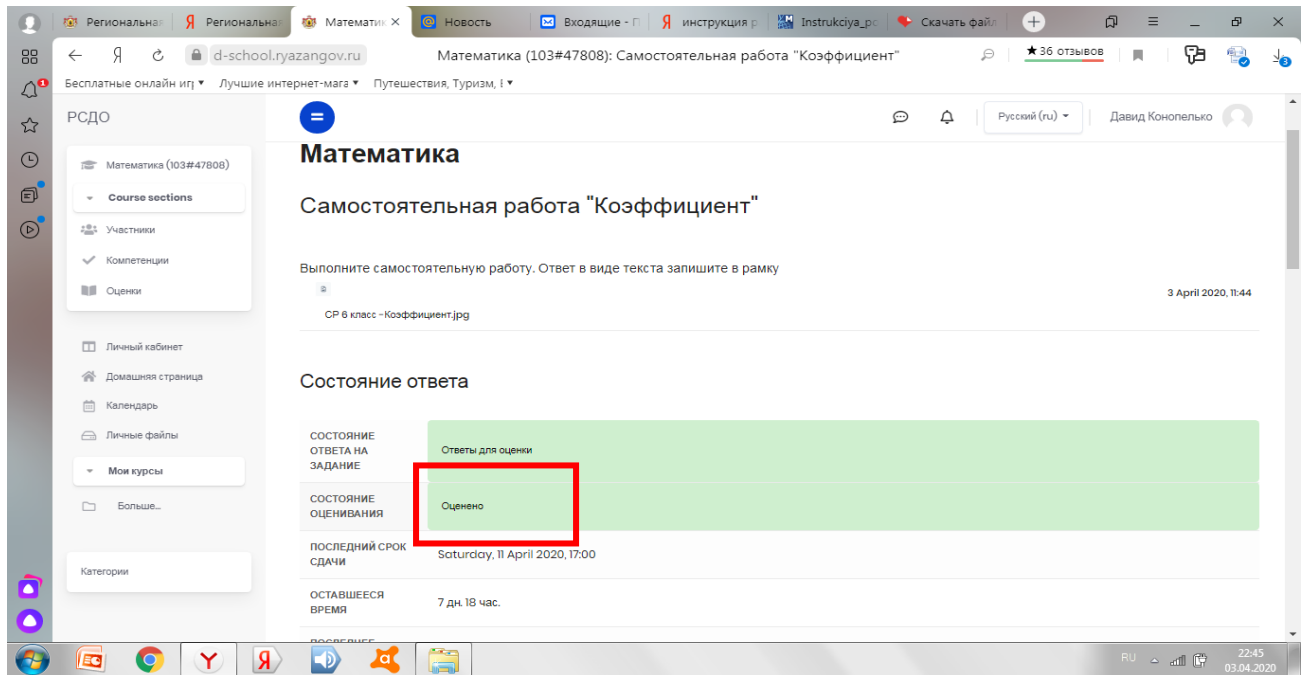 Региональна
Я Региональна
Математик
Новость
Входящие - П
инструкция р
Instrukciya_рс
Скачать файл
d-school.ryazangov.ru
Математика (103#47808): Самостоятельная работа "Коэффициент"
★ 36 отзывов
Бесплатные онлайн игр ▾ Лучшие интернет-мага ▾ Путешествия, Туризм, Е ▾
РСДО
Русский (ru)
Давид Конопелько
Математика (103#47808)
Course sections
Участники
Компетенции
Оценки
Личный кабинет
Домашняя страница
Календарь
Личные файлы
Мои курсы
Больше...
Категории
Математика
Самостоятельная работа "Коэффициент"
Выполните самостоятельную работу. Ответ в виде текста запишите в рамку
СР 6 класс -Коэффициент.jpg
3 April 2020, 11:44
Состояние ответа
СОСТОЯНИЕ
ОТВЕТА НА
ЗАДАНИЕ
Ответы для оценки
СОСТОЯНИЕ
ОЦЕНИВАНИЯ
Оценено
ПОСЛЕДНИЙ СРОК
СДАЧИ
Saturday, 11 April 2020, 17:00
ОСТАВШЕЕСЯ
ВРЕМЯ
7 дн. 18 час.
RU
22:45
03.04.2020